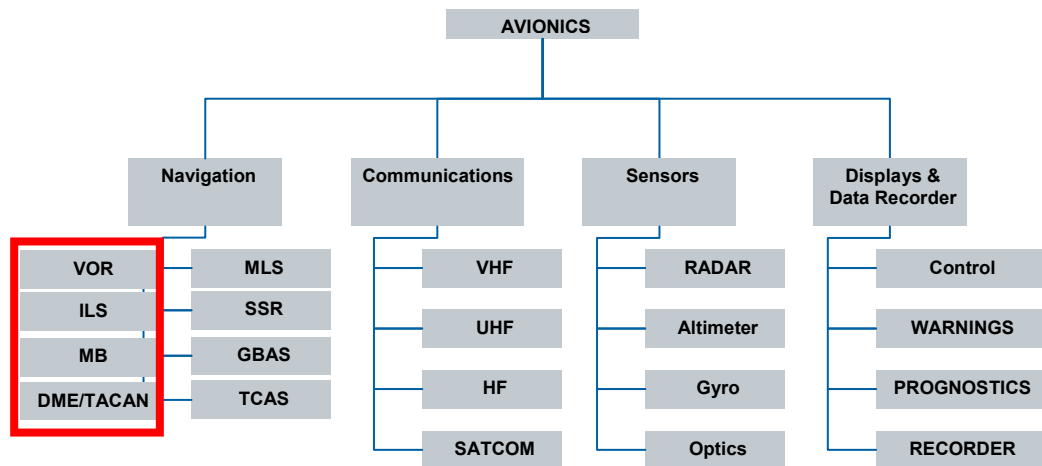 AVIONICS
Navigation
Communications
Sensors
Displays &
Data Recorder
VOR
MLS
ILS
SSR
MB
GBAS
DME/TACAN
TCAS
VHF
UHF
HF
SATCOM
RADAR
Altimeter
Gyro
Optics
Control
WARNINGS
PROGNOSTICS
RECORDER